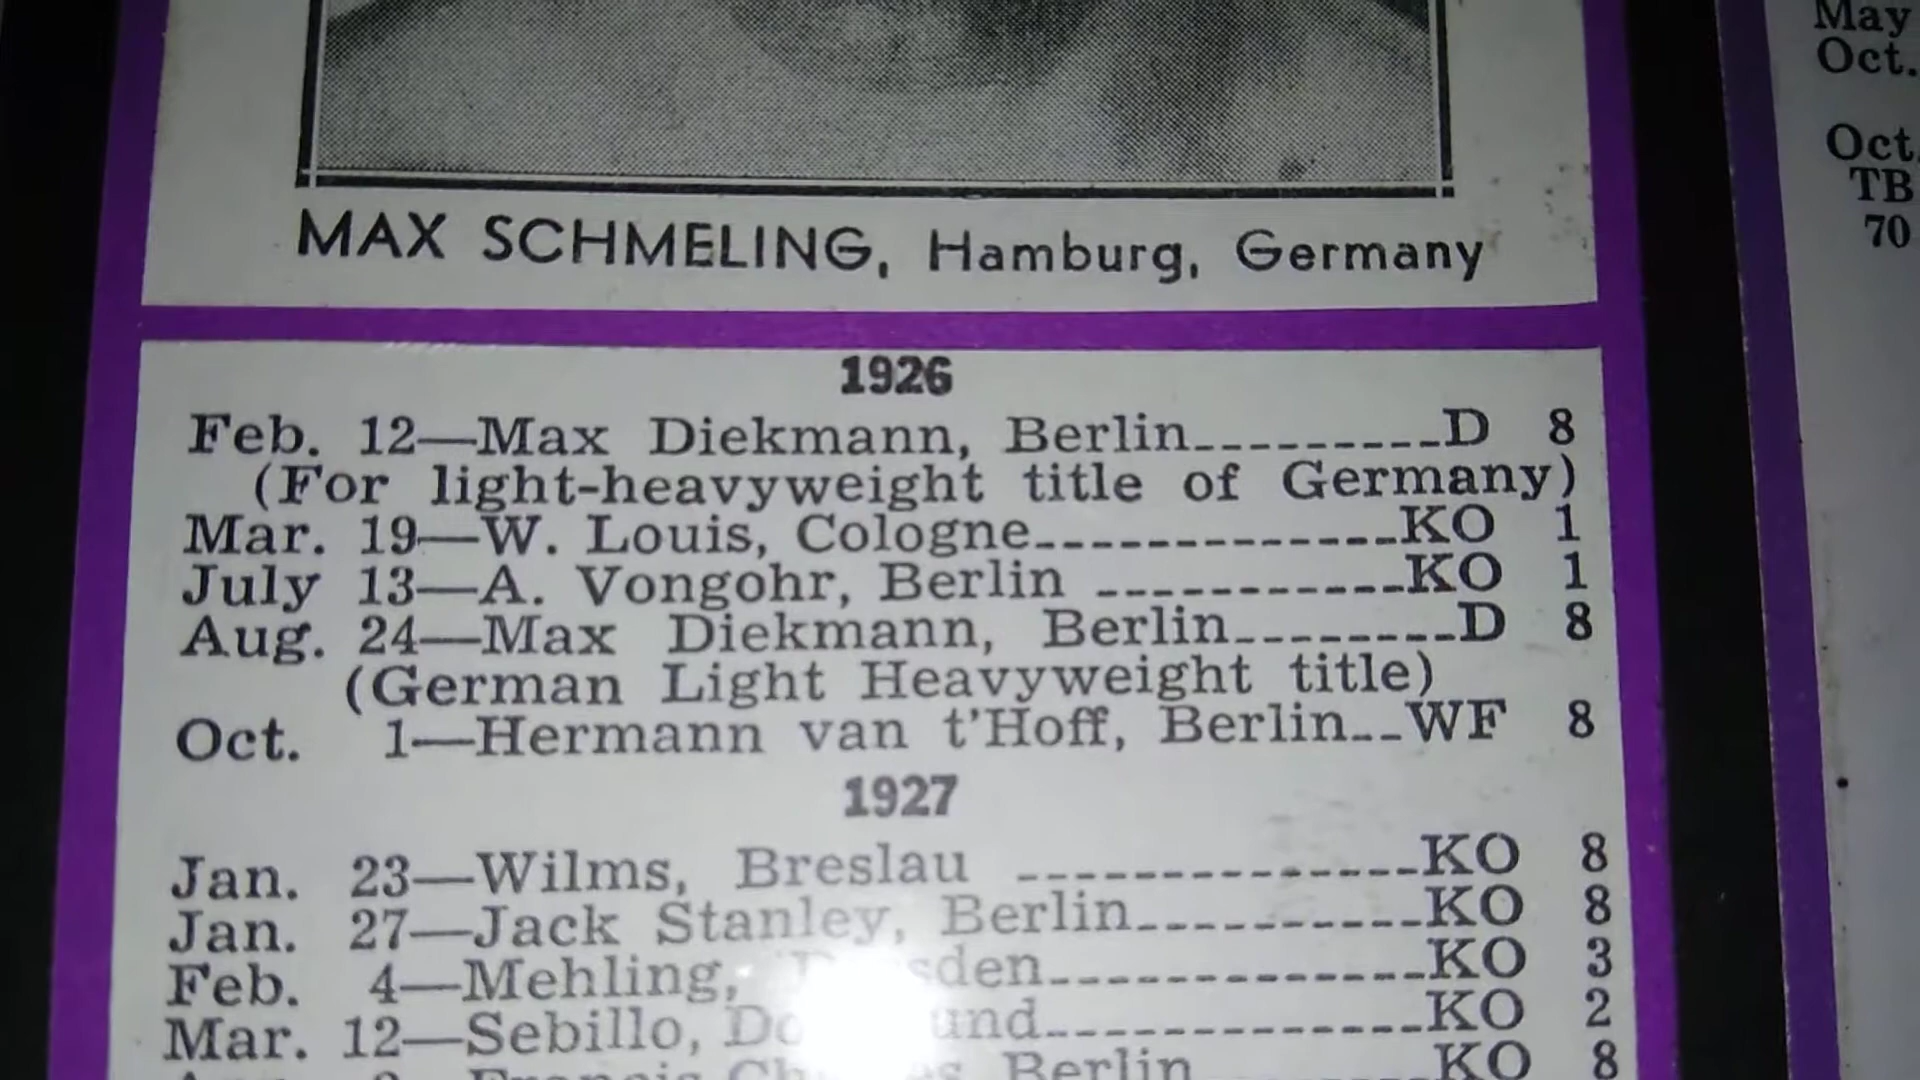 MAX SCHMELING, Hamburg, Germany
1926
Feb. 12—Max Diekmann, Berlin---------D 8
(For light-heavyweight title of Germany)
Mar. 19—W. Louis, Cologne-------------KO 1
July 13—A. Vongohr, Berlin -----------KO 1
Aug. 24—Max Diekmann, Berlin--------D 8
(German Light Heavyweight title)
Oct. 1—Hermann van t'Hoff, Berlin--WF 8
1927
Jan. 23—Wilms, Breslau --------------KO 8
Jan. 27—Jack Stanley, Berlin----------KO 8
Feb. 4—Mehling, -------------KO 3
Mar. 12—Sebillo, -------------KO 2
Francis Berlin KO 8
May
Oct.
Oct.
TB
70